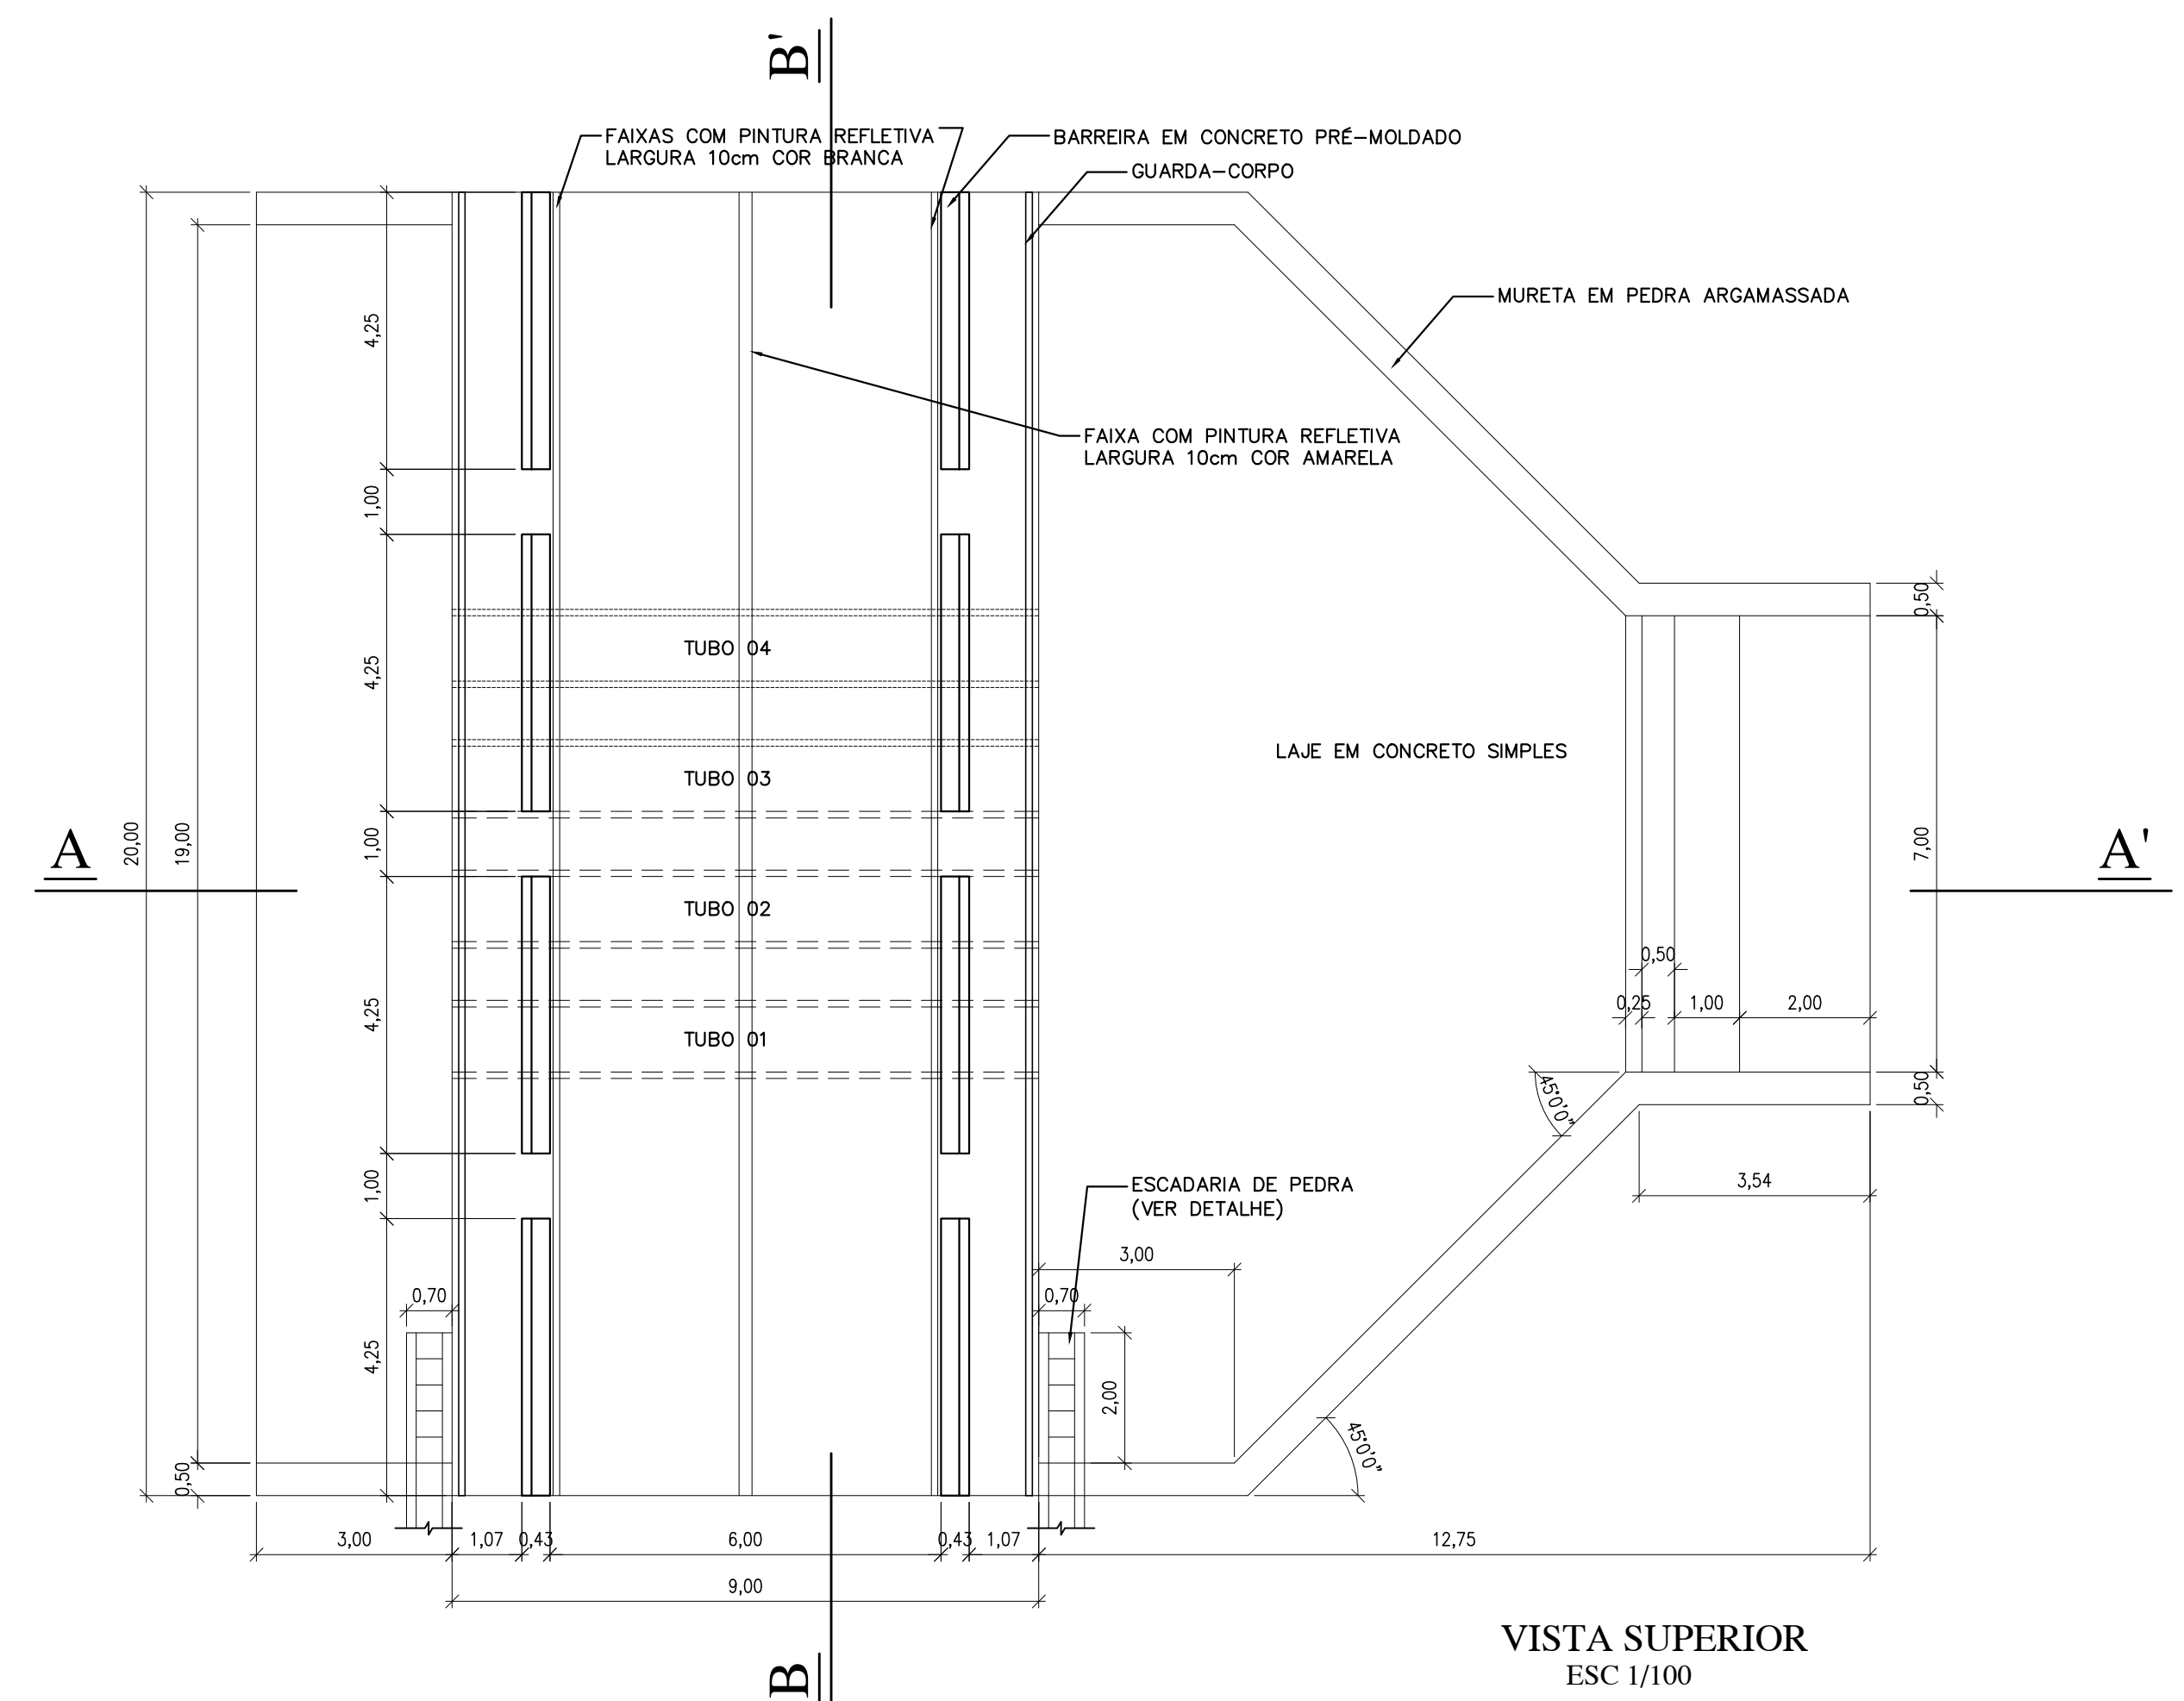 B'
FAIXAS COM PINTURA REFLETIVA
LARGURA 10cm COR BRANCA
BARREIRA EM CONCRETO PRÉ-MOLDADO
GUARDA-CORPO
MURETA EM PEDRA ARGAMASSADA
4,25
FAIXA COM PINTURA REFLETIVA
LARGURA 10cm COR AMARELA
1,00
0,50
TUBO 04
4,25
LAJE EM CONCRETO SIMPLES
TUBO 03
A
20,00
19,00
1,00
7,00
A'
TUBO 02
0,50
0,25
1,00
2,00
4,25
TUBO 01
45°0'0"
0,50
3,54
1,00
ESCADARIA DE PEDRA
(VER DETALHE)
3,00
0,70
0,70
4,25
2,00
45°0'0"
0,50
3,00
1,07
0,43
6,00
0,43
1,07
12,75
9,00
B
VISTA SUPERIOR
ESC 1/100